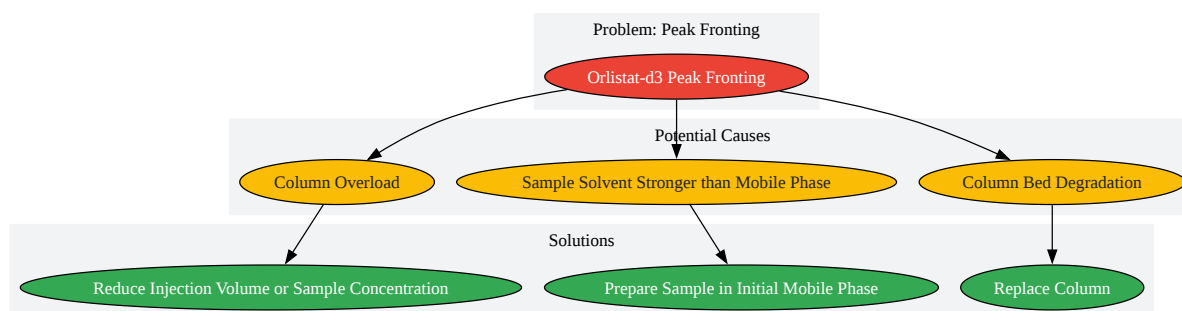 Problem: Peak Fronting
Orlistat-d3 Peak Fronting
Potential Causes
Column Overload
Sample Solvent Stronger than Mobile Phase
Column Bed Degradation
Solutions
Reduce Injection Volume or Sample Concentration
Prepare Sample in Initial Mobile Phase
Replace Column